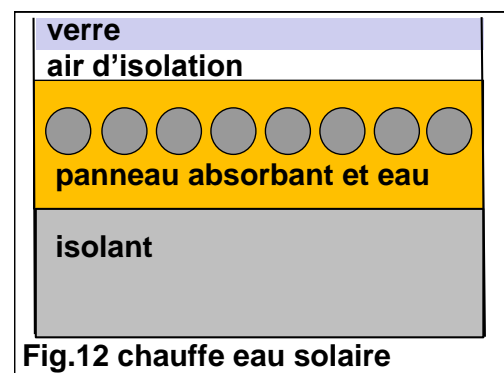 verre
air d'isolation
panneau absorbant et eau
isolant
Fig.12 chauffe eau solaire